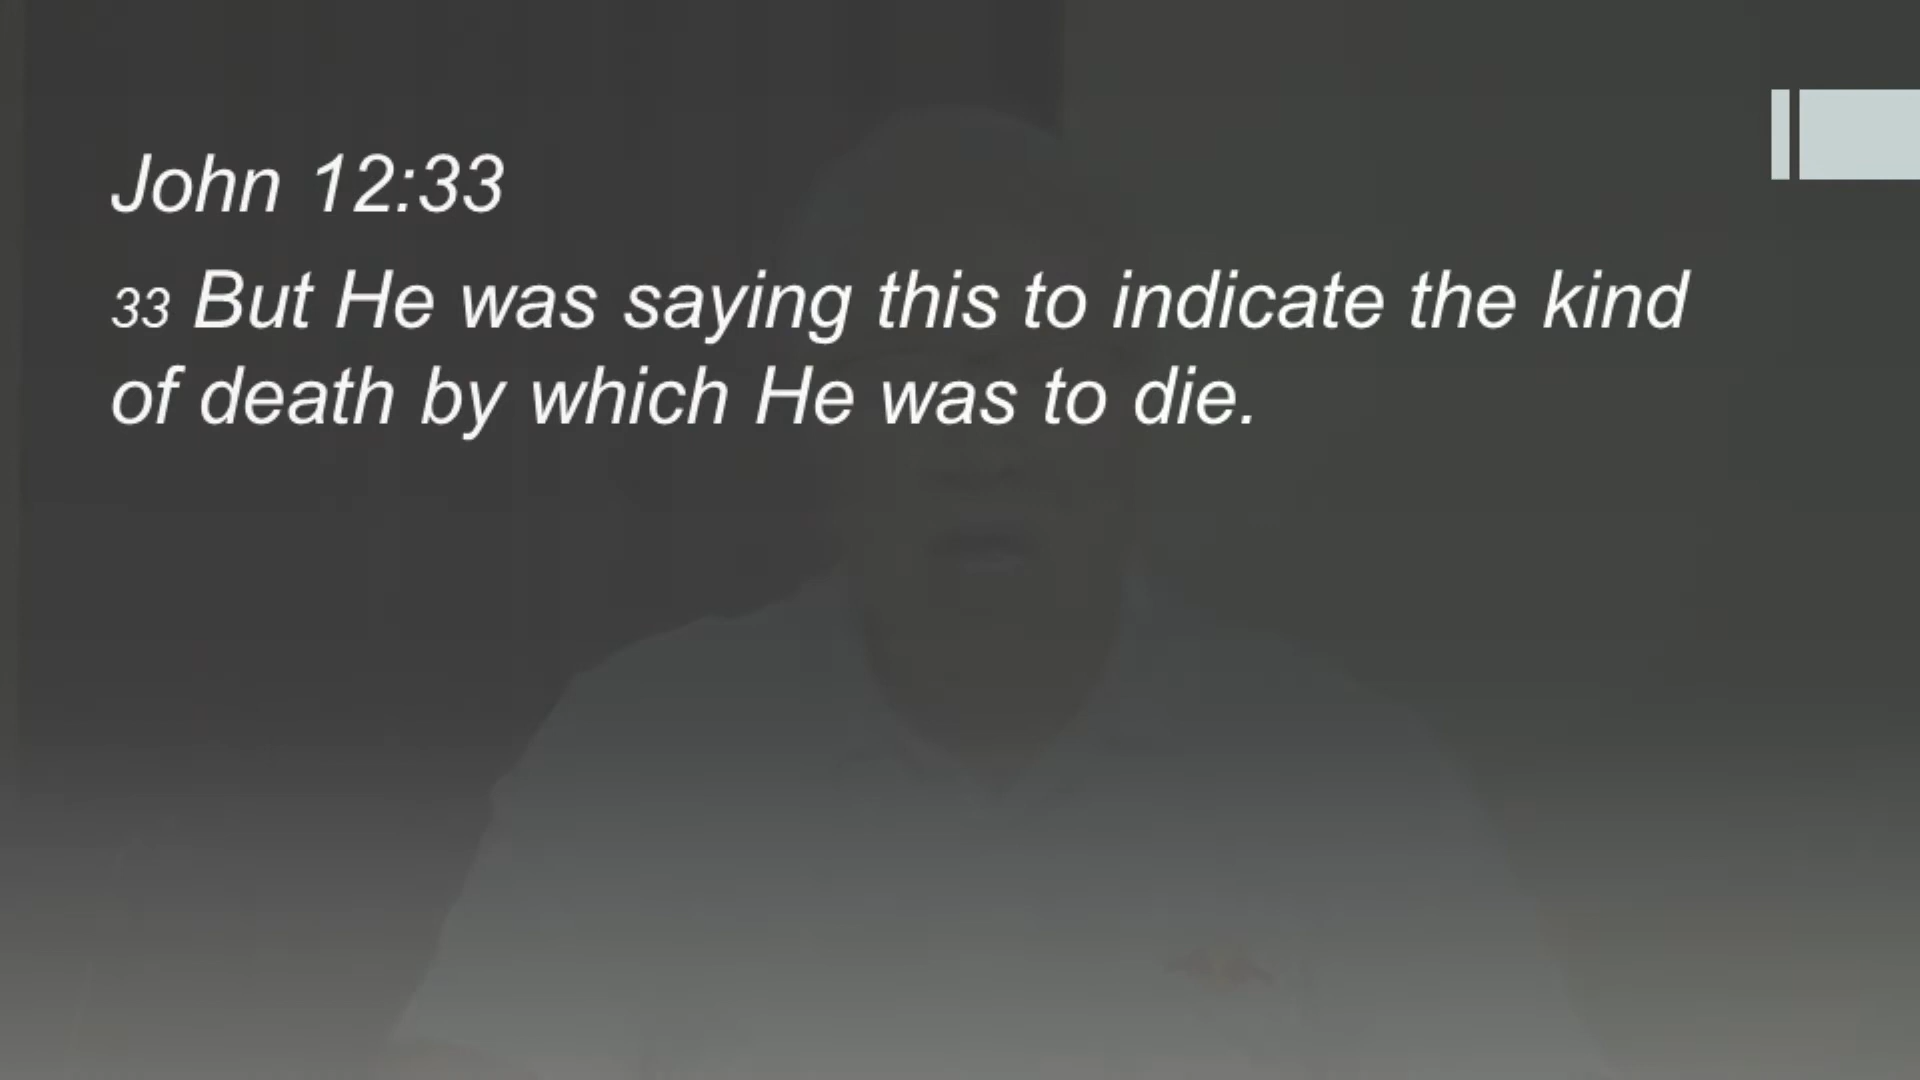 John 12:33
33 But He was saying this to indicate the kind
of death by which He was to die.